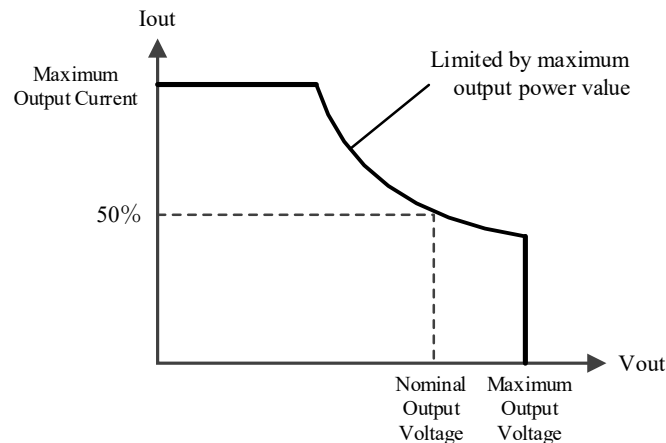 Iout
Maximum
Output Current
Limited by maximum
output power value
50%
Vout
Nominal
Output
Voltage
Maximum
Output
Voltage